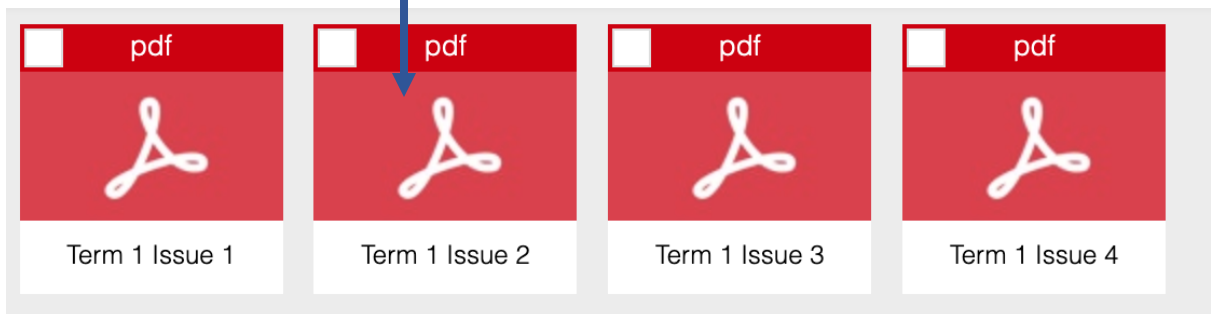 pdf
pdf
pdf
pdf
Term 1 Issue 1
Term 1 Issue 2
Term 1 Issue 3
Term 1 Issue 4